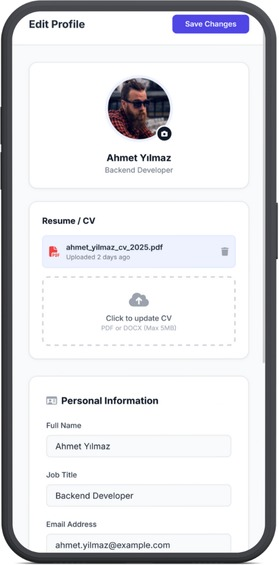 Edit Profile
Save Changes
Ahmet Yılmaz
Backend Developer
Resume / CV
ahmet_yilmaz_cv_2025.pdf
Uploaded 2 days ago
Click to update CV
PDF or DOCX (Max 5MB)
Personal Information
Full Name
Ahmet Yılmaz
Job Title
Backend Developer
Email Address
ahmet.yilmaz@example.com